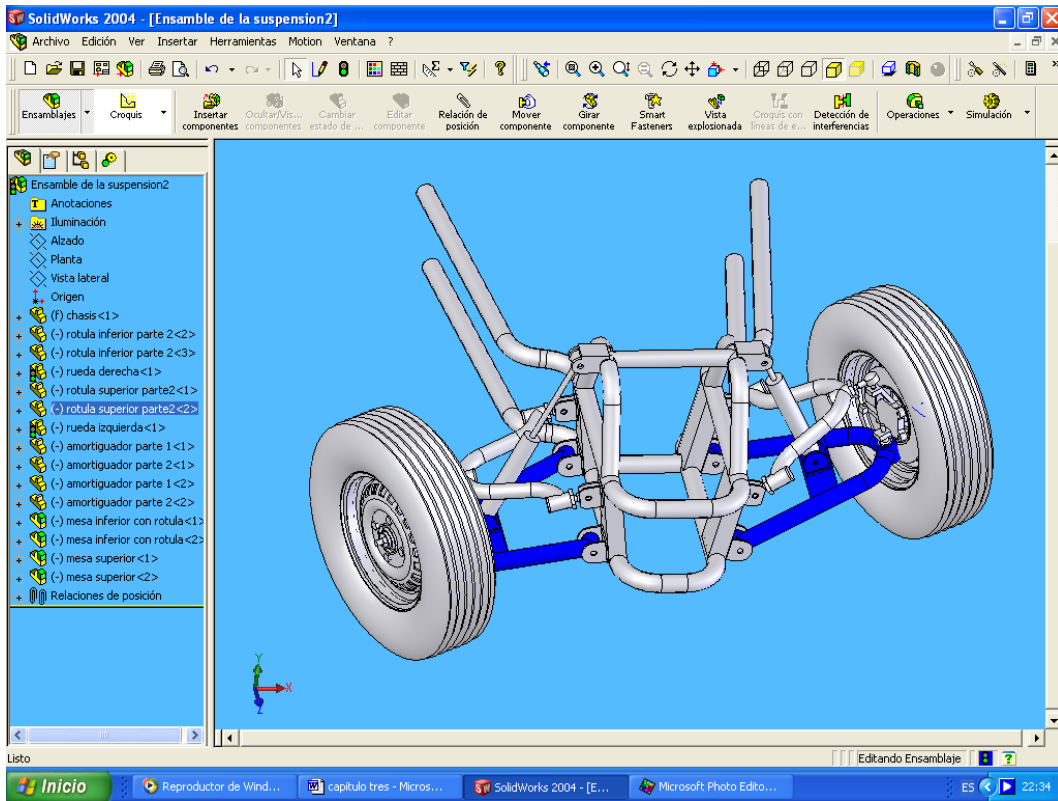 SolidWorks 2004 - [Ensamble de la suspension2]
Archivo Edición Ver Insertar Herramientas Motion Ventana ?
Ensamblajes
Croquis
Insertar componentes
Ocultar/Vis... componentes
Cambiar estado de ...
Editar componente
Relación de posición
Mover componente
Girar componente
Smart Fasteners
Vista explosionada
Croquis con líneas de e...
Detección de interferencias
Operaciones
Simulación
Ensamble de la suspension2
Anotaciones
Iluminación
Alzado
Planta
Vista lateral
Origen
(f) chasis<1>
(-) rotula inferior parte 2<2>
(-) rotula inferior parte 2<3>
(-) rueda derecha<1>
(-) rotula superior parte2<1>
(-) rotula superior parte2<2>
(-) rueda izquierda<1>
(-) amortiguador parte 1<1>
(-) amortiguador parte 2<1>
(-) amortiguador parte 1<2>
(-) amortiguador parte 2<2>
(-) mesa inferior con rotula<1>
(-) mesa inferior con rotula<2>
(-) mesa superior<1>
(-) mesa superior<2>
Relaciones de posición
Y
X
Z
Listo
Editando Ensamblaje
Inicio
Reproductor de Wind...
capitulo tres - Micros...
SolidWorks 2004 - [E...
Microsoft Photo Edito...
ES
22:34